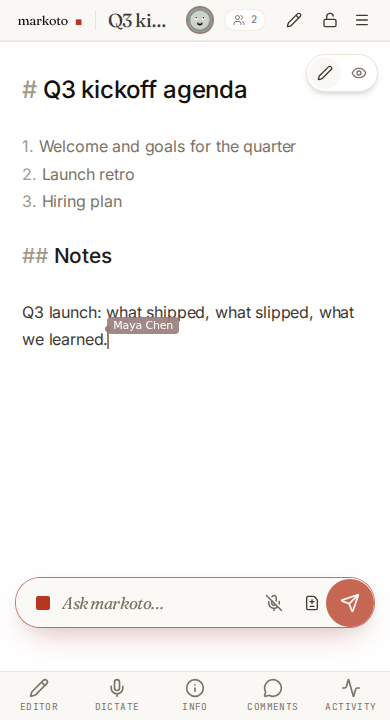 markoto
Q3 ki...
2
# Q3 kickoff agenda
1. Welcome and goals for the quarter
2. Launch retro
3. Hiring plan
## Notes
Q3 launch: what shipped, what slipped, what
we learned.
Maya Chen
Ask markoto...
EDITOR
DICTATE
INFO
COMMENTS
ACTIVITY